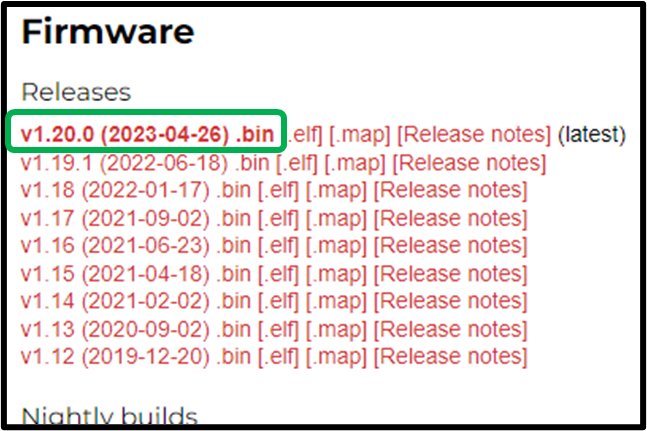 Firmware
Releases
v1.20.0 (2023-04-26) .bin [.elf] [.map] [Release notes] (latest)
v1.19.1 (2022-06-18) .bin [.elf] [.map] [Release notes]
v1.18 (2022-01-17) .bin [.elf] [.map] [Release notes]
v1.17 (2021-09-02) .bin [.elf] [.map] [Release notes]
v1.16 (2021-06-23) .bin [.elf] [.map] [Release notes]
v1.15 (2021-04-18) .bin [.elf] [.map] [Release notes]
v1.14 (2021-02-02) .bin [.elf] [.map] [Release notes]
v1.13 (2020-09-02) .bin [.elf] [.map] [Release notes]
v1.12 (2019-12-20) .bin [.elf] [.map] [Release notes]
Nightly builds